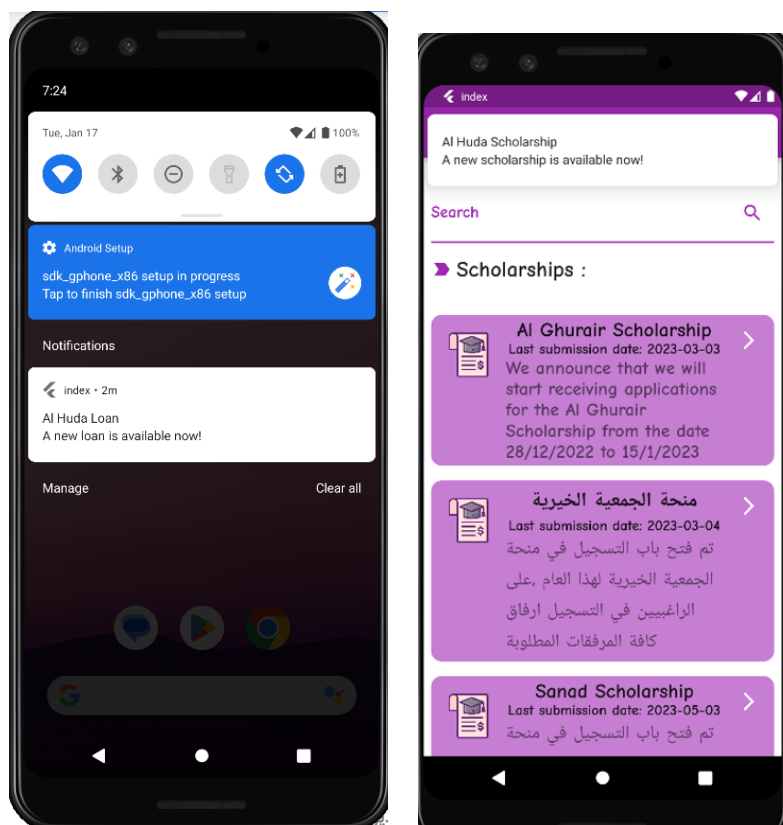 7:24
Tue, Jan 17
100%
Android Setup
sdk_gphone_x86 setup in progress
Tap to finish sdk_gphone_x86 setup
Notifications
index • 2m
Al Huda Loan
A new loan is available now!
Manage
Clear all
index
Al Huda Scholarship
A new scholarship is available now!
Search
Scholarships :
Al Ghurair Scholarship
Last submission date: 2023-03-03
We announce that we will
start receiving applications
for the Al Ghurair
Scholarship from the date
28/12/2022 to 15/1/2023
منحة الجمعية الخيرية
Last submission date: 2023-03-04
تم فتح باب التسجيل في منحة
الجمعية الخيرية لهذا العام ,على
الراغبيين في التسجيل ارفاق
كافة المرفقات المطلوبة
Sanad Scholarship
Last submission date: 2023-05-03
تم فتح باب التسجيل في منحة